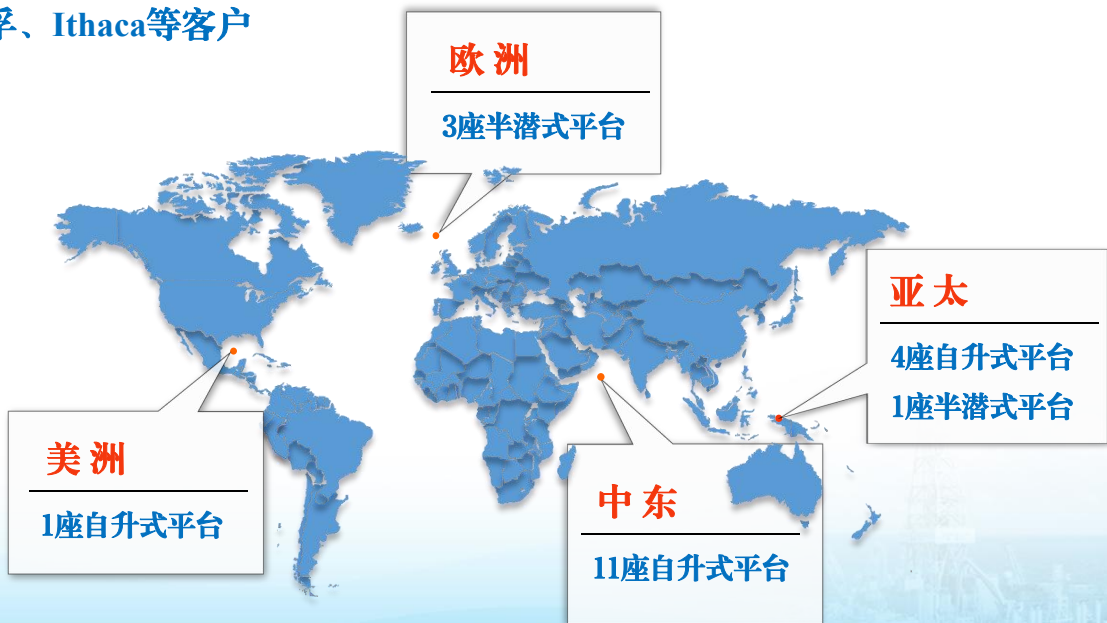 孚、Ithaca等客户
欧 洲
3座半潜式平台
亚 太
4座自升式平台
1座半潜式平台
美 洲
1座自升式平台
中 东
11座自升式平台